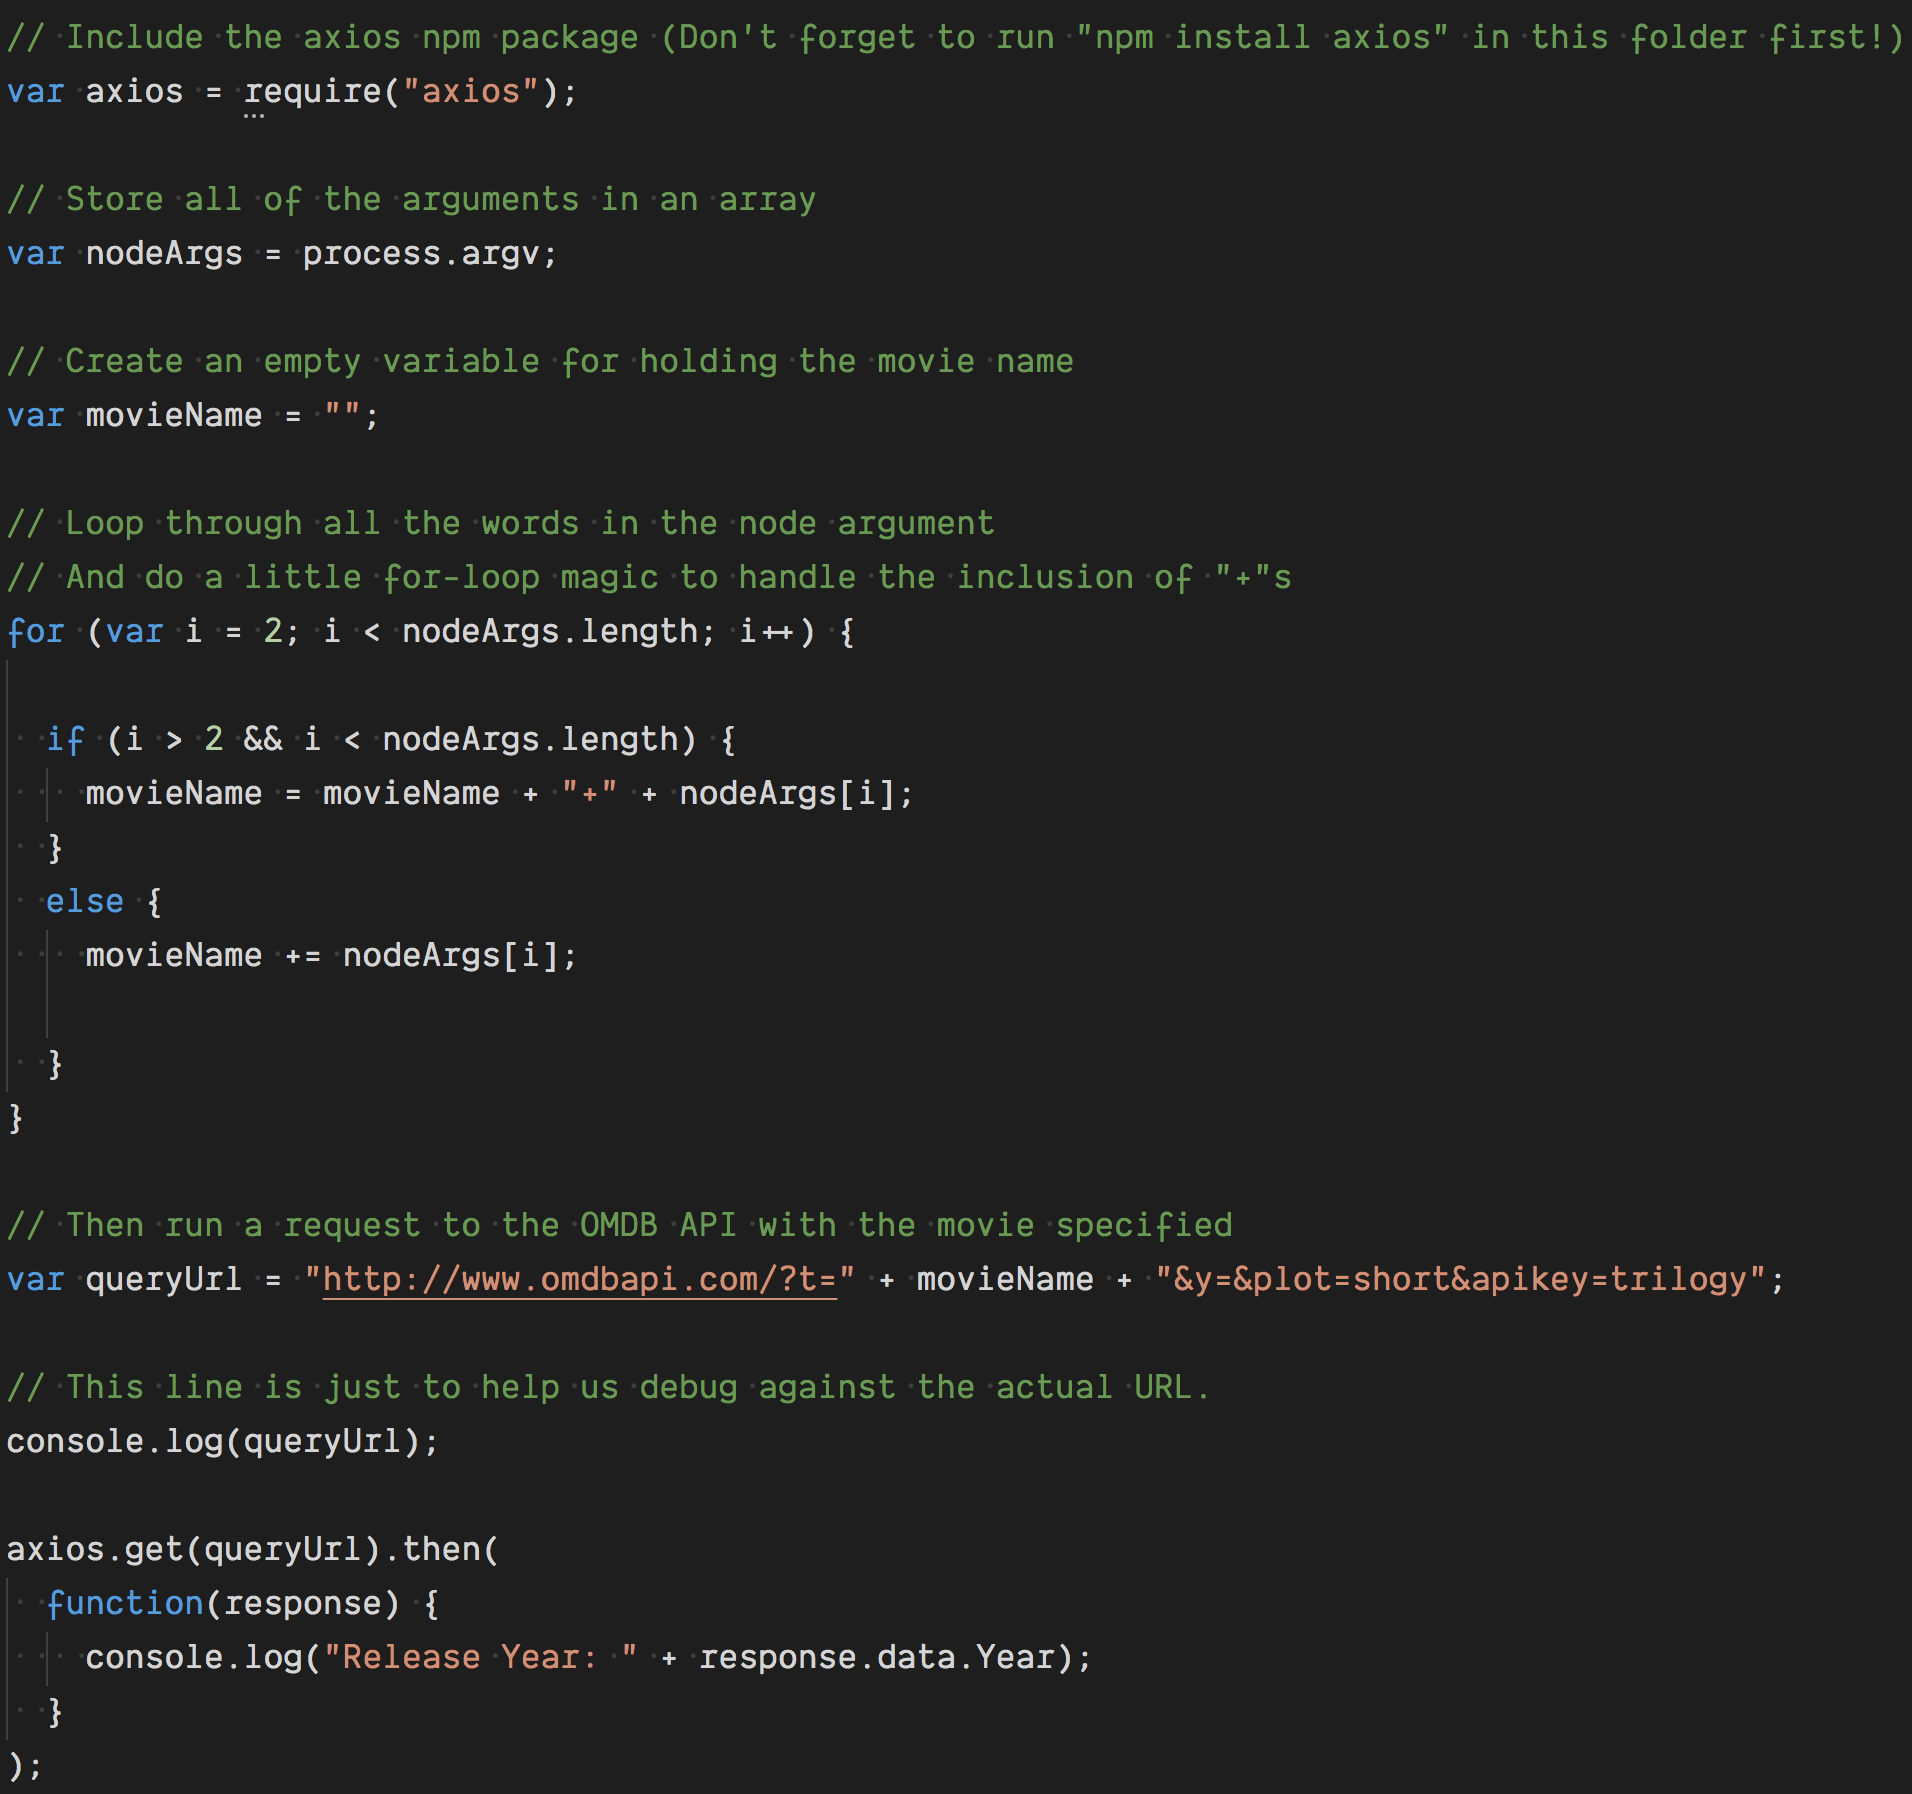 // Include the axios npm package (Don't forget to run "npm install axios" in this folder first!)
var axios = require("axios");

// Store all of the arguments in an array
var nodeArgs = process.argv;

// Create an empty variable for holding the movie name
var movieName = "";

// Loop through all the words in the node argument
// And do a little for-loop magic to handle the inclusion of "+"s
for (var i = 2; i < nodeArgs.length; i++) {

  if (i > 2 && i < nodeArgs.length) {
    movieName = movieName + "+" + nodeArgs[i];
  }
  else {
    movieName += nodeArgs[i];

  }
}

// Then run a request to the OMDB API with the movie specified
var queryUrl = "http://www.omdbapi.com/?t=" + movieName + "&y=&plot=short&apikey=trilogy";

// This line is just to help us debug against the actual URL.
console.log(queryUrl);

axios.get(queryUrl).then(
  function(response) {
    console.log("Release Year: " + response.data.Year);
  }
);